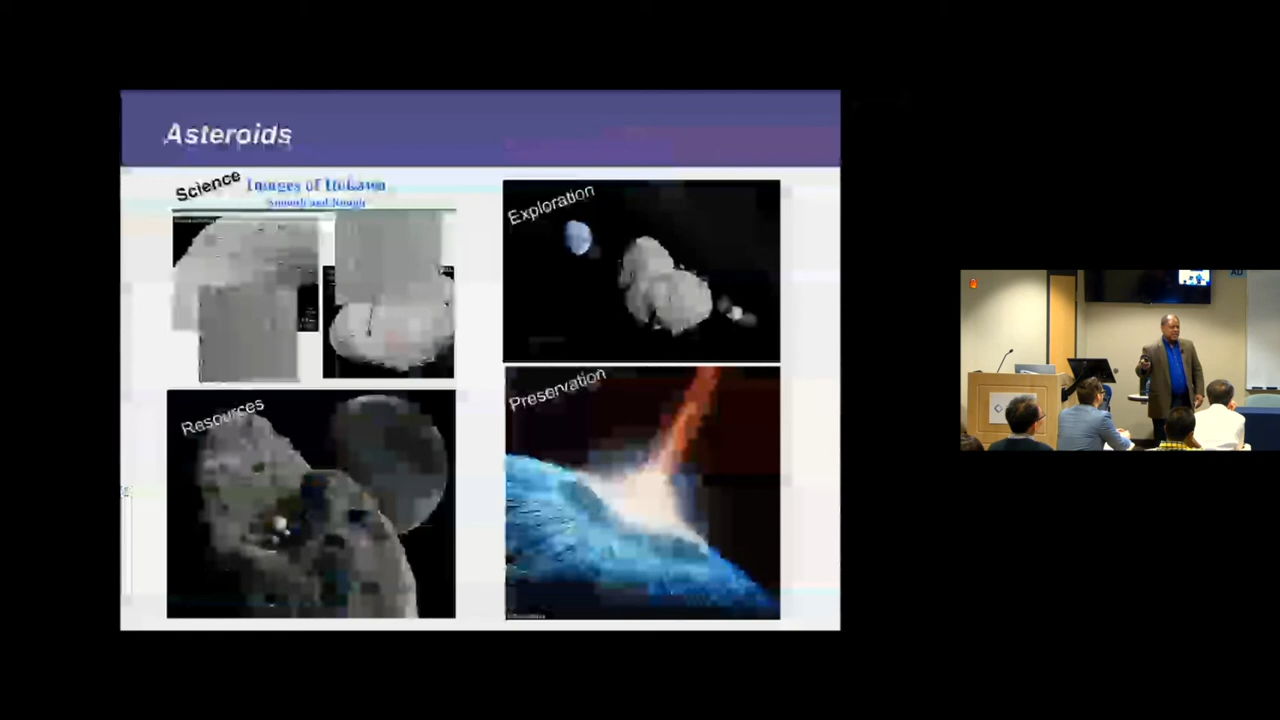 Asteroids
Science
Images of Itokawa
Smooth and Rough
Exploration
Resources
Preservation